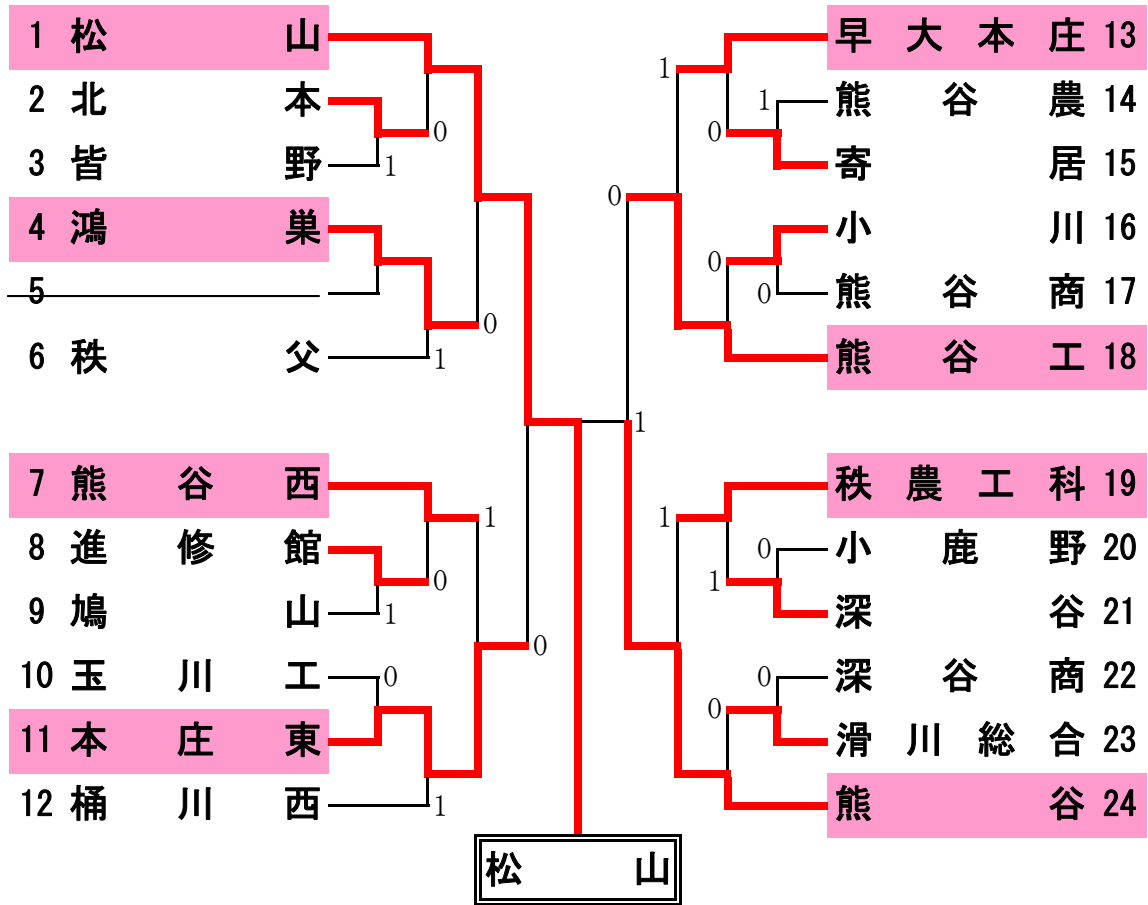 1 松山
2 北本
0
3 皆野
1
4 鴻巣
5
0
6 秩父
1
7 熊谷西
1
8 進修館
0
9 鳩山
1
0
10 玉川工
0
11 本庄東
12 桶川西
1
早大本庄 13
1
1
熊谷農 14
0
寄居 15
0
小川 16
0
0
熊谷商 17
熊谷工 18
1
秩農工科 19
1
0
小鹿野 20
1
深谷 21
0
深谷商 22
0
滑川総合 23
熊谷 24
松山